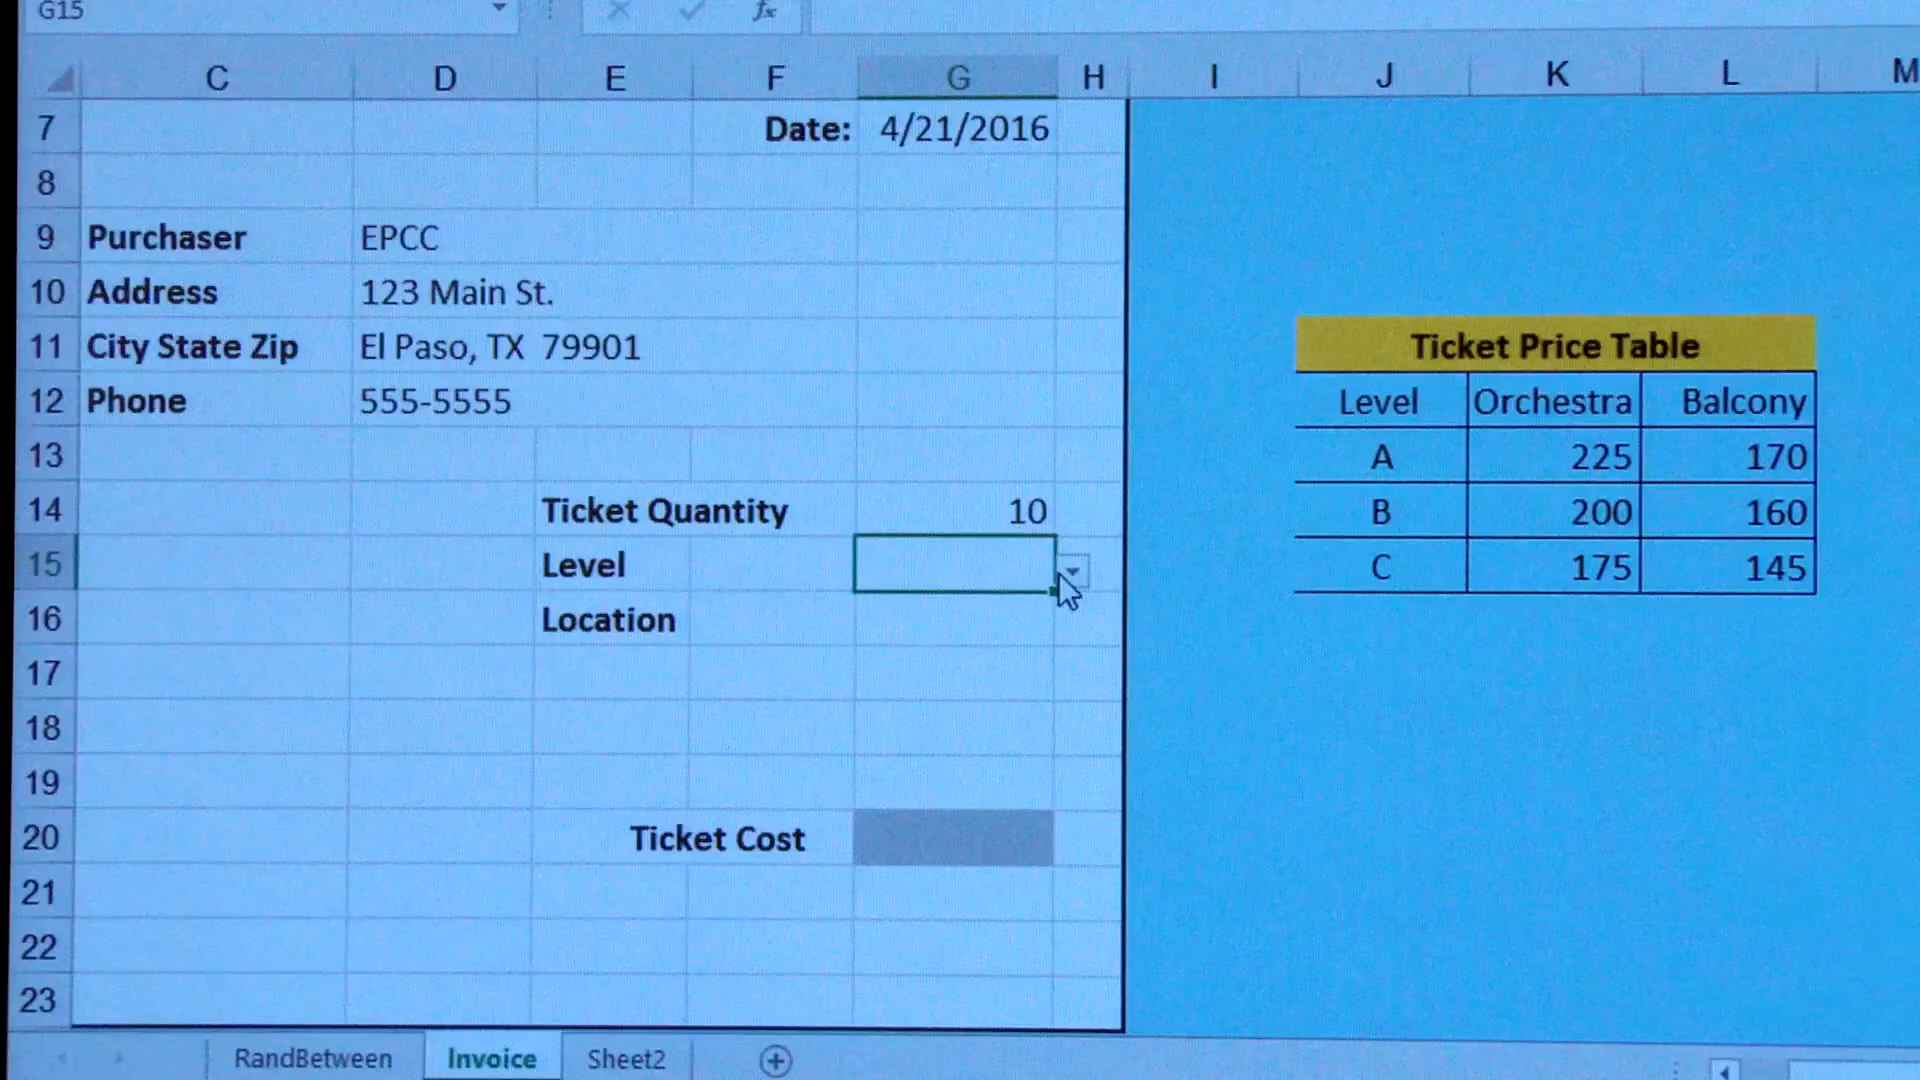 G15 fx
C D E F G H I J K L M
7 Date: 4/21/2016
8
9 Purchaser EPCC
10 Address 123 Main St.
11 City State Zip El Paso, TX 79901
Ticket Price Table
12 Phone 555-5555
Level Orchestra Balcony
13
A 225 170
14 Ticket Quantity 10
B 200 160
15 Level
C 175 145
16 Location
17
18
19
20 Ticket Cost
21
22
23
RandBetween Invoice Sheet2